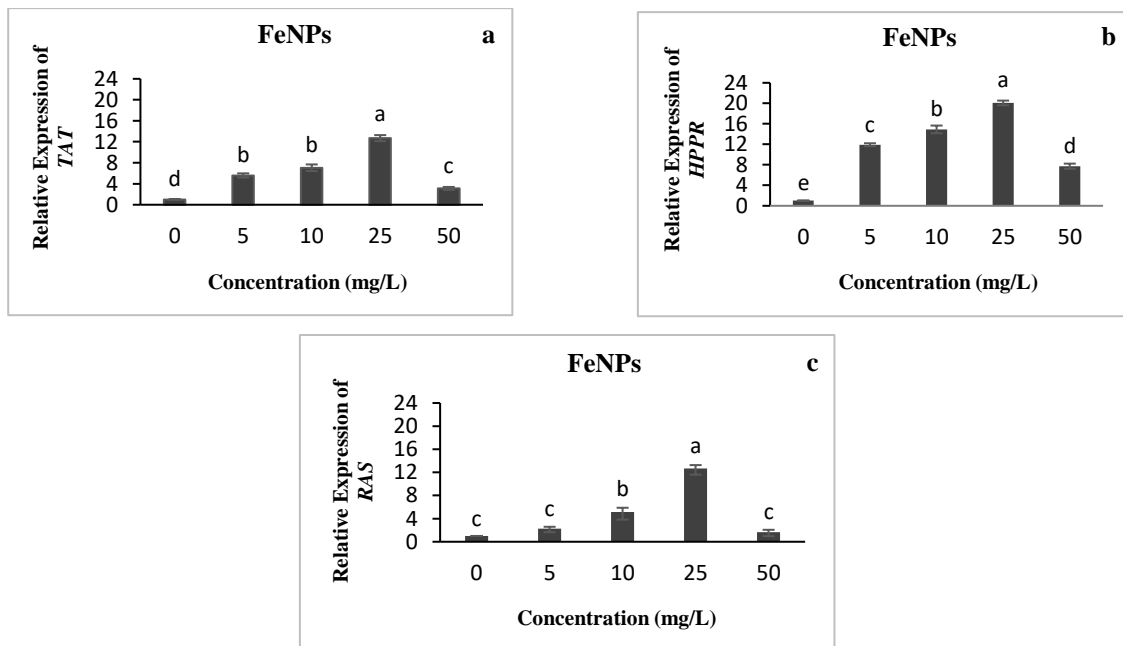 FeNPs
a
Relative Expression of
TAT
24
20
16
12
8
4
0
d
b
b
a
c
0 5 10 25 50
Concentration (mg/L)
FeNPs
b
Relative Expression of
HPPR
24
20
16
12
8
4
0
e
c
b
a
d
0 5 10 25 50
Concentration (mg/L)
FeNPs
c
Relative Expression of
RAS
24
20
16
12
8
4
0
c
c
b
a
c
0 5 10 25 50
Concentration (mg/L)